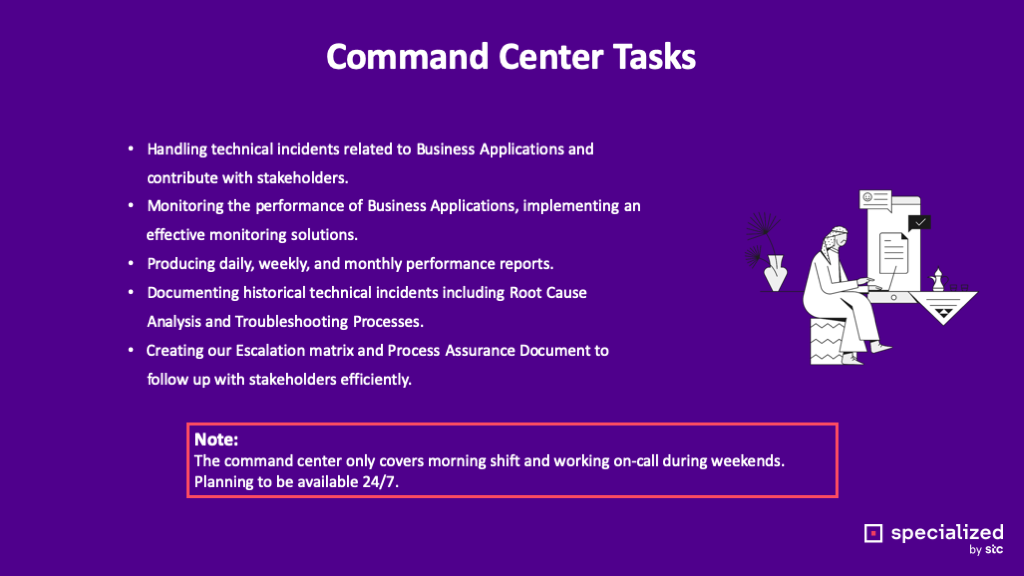 Command Center Tasks
• Handling technical incidents related to Business Applications and
contribute with stakeholders.
• Monitoring the performance of Business Applications, implementing an
effective monitoring solutions.
• Producing daily, weekly, and monthly performance reports.
• Documenting historical technical incidents including Root Cause
Analysis and Troubleshooting Processes.
• Creating our Escalation matrix and Process Assurance Document to
follow up with stakeholders efficiently.
Note:
The command center only covers morning shift and working on-call during weekends.
Planning to be available 24/7.
specialized
by stc